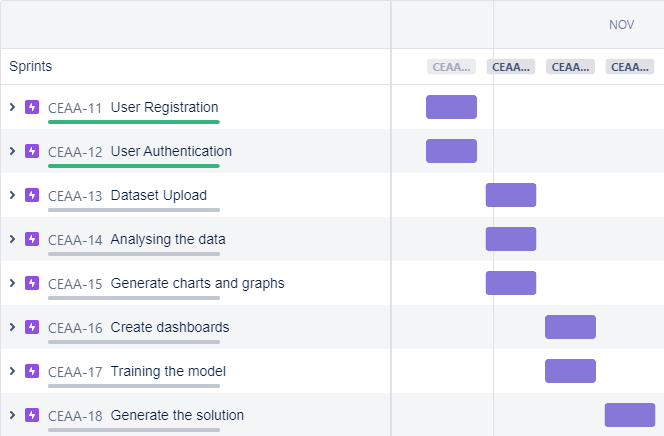 NOV
Sprints CEAA... CEAA... CEAA... CEAA...
CEAA-11 User Registration
CEAA-12 User Authentication
CEAA-13 Dataset Upload
CEAA-14 Analysing the data
CEAA-15 Generate charts and graphs
CEAA-16 Create dashboards
CEAA-17 Training the model
CEAA-18 Generate the solution